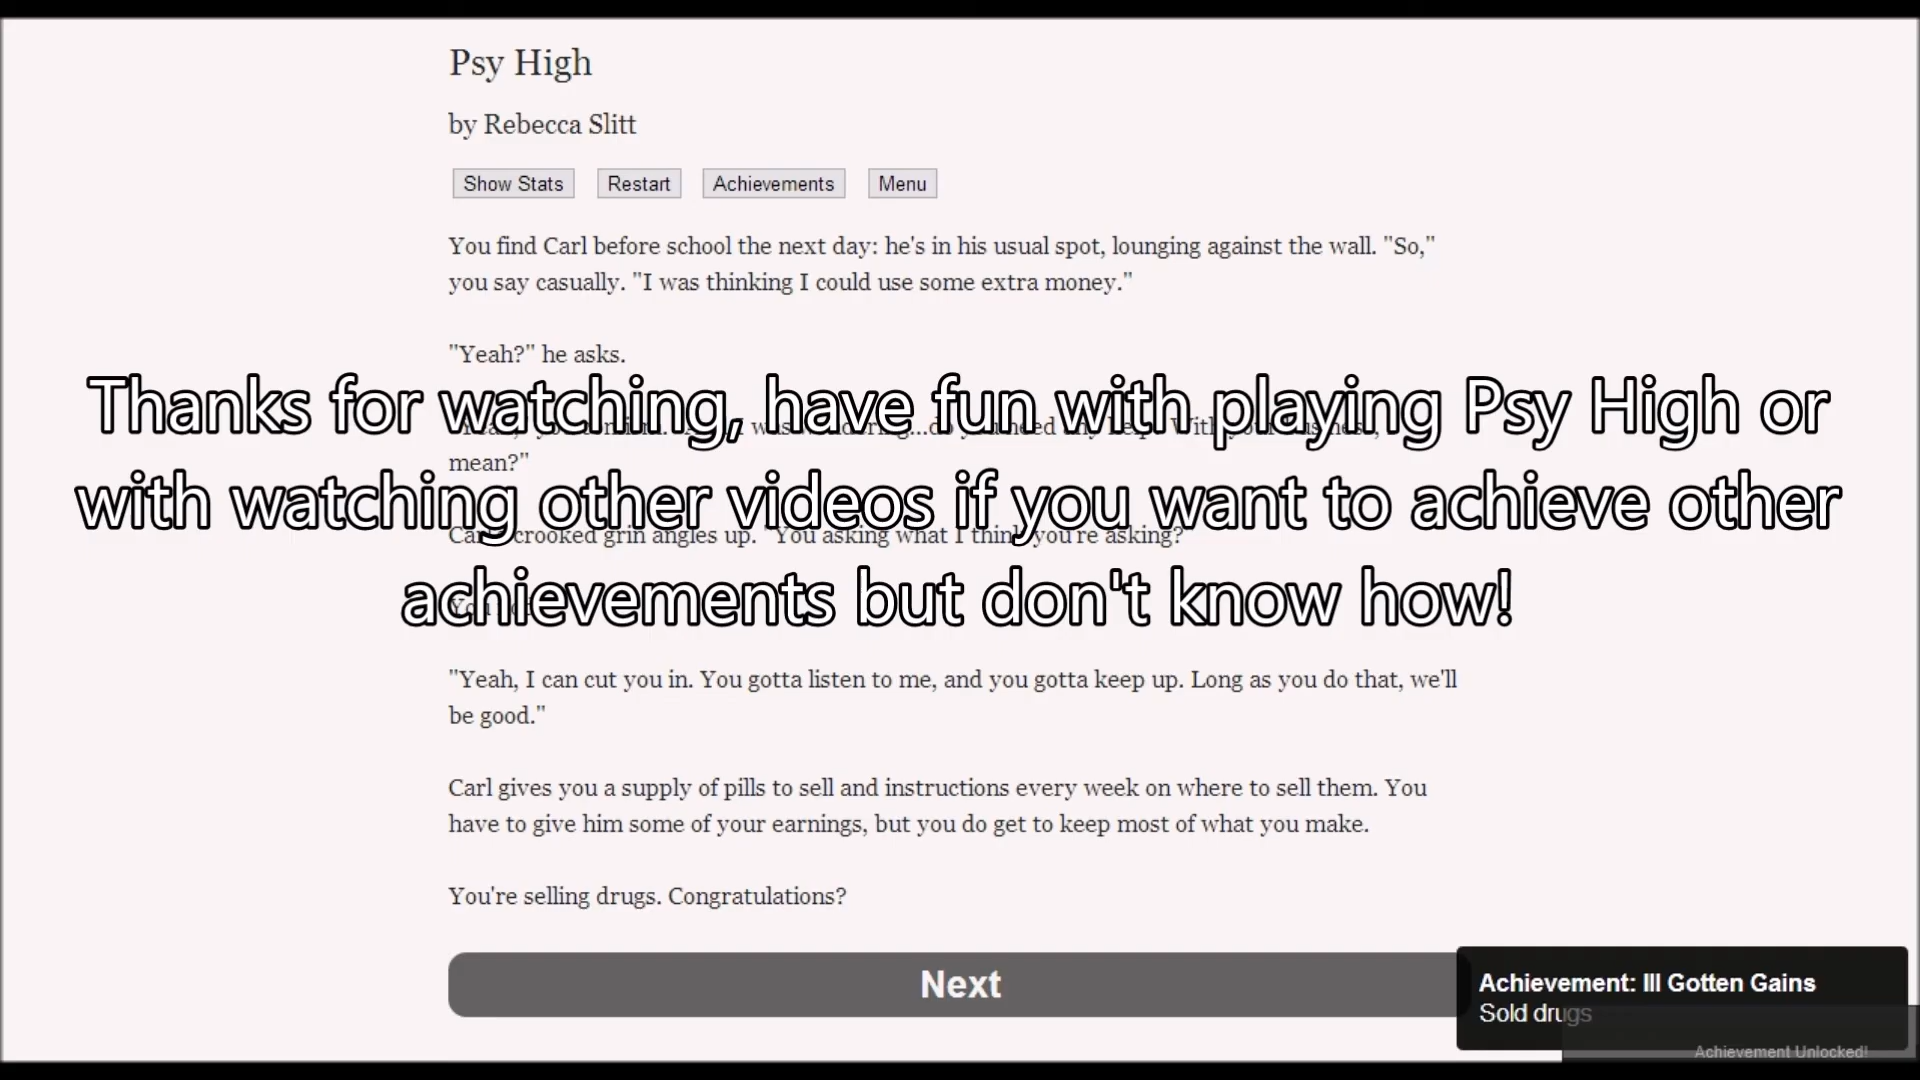 Psy High
by Rebecca Slitt
Show Stats Restart Achievements Menu
You find Carl before school the next day: he's in his usual spot, lounging against the wall. "So,"
you say casually. "I was thinking I could use some extra money."
"Yeah?" he asks.
Thanks for watching, have fun with playing Psy High or
mean?"
with watching other videos if you want to achieve other
crooked grin angles up. "You asking what I think you're asking?
achievements but don't know how!
"Yeah, I can cut you in. You gotta listen to me, and you gotta keep up. Long as you do that, we'll
be good."
Carl gives you a supply of pills to sell and instructions every week on where to sell them. You
have to give him some of your earnings, but you do get to keep most of what you make.
You're selling drugs. Congratulations?
Next
Achievement: Ill Gotten Gains
Sold drugs
Achievement Unlocked!